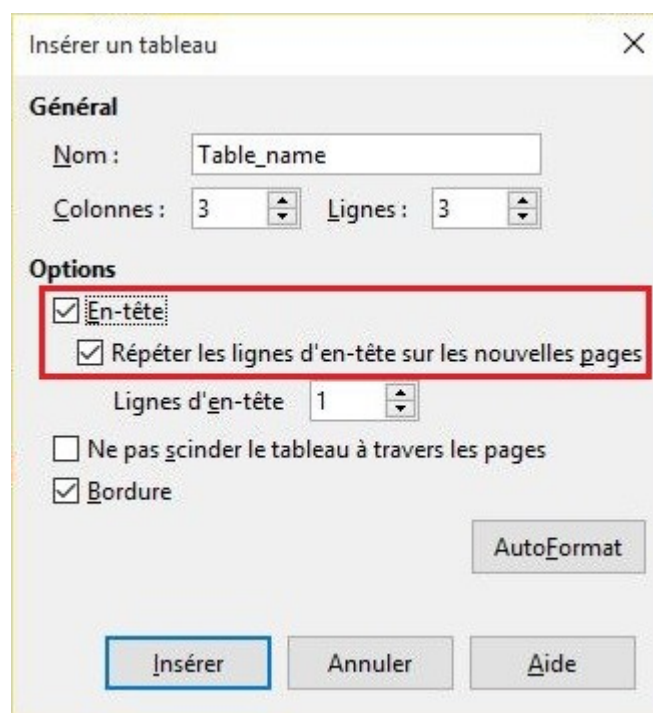 Insérer un tableau
Général
Nom : Table_name
Colonnes : 3 Lignes : 3
Options
En-tête
Répéter les lignes d'en-tête sur les nouvelles pages
Lignes d'en-tête 1
Ne pas scinder le tableau à travers les pages
Bordure
AutoFormat
Insérer Annuler Aide